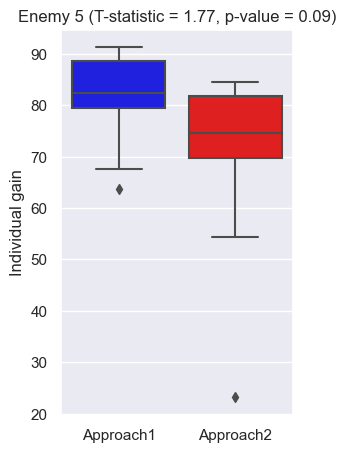 Enemy 5 (T-statistic = 1.77, p-value = 0.09)
Individual gain
90
80
70
60
50
40
30
20
Approach1
Approach2